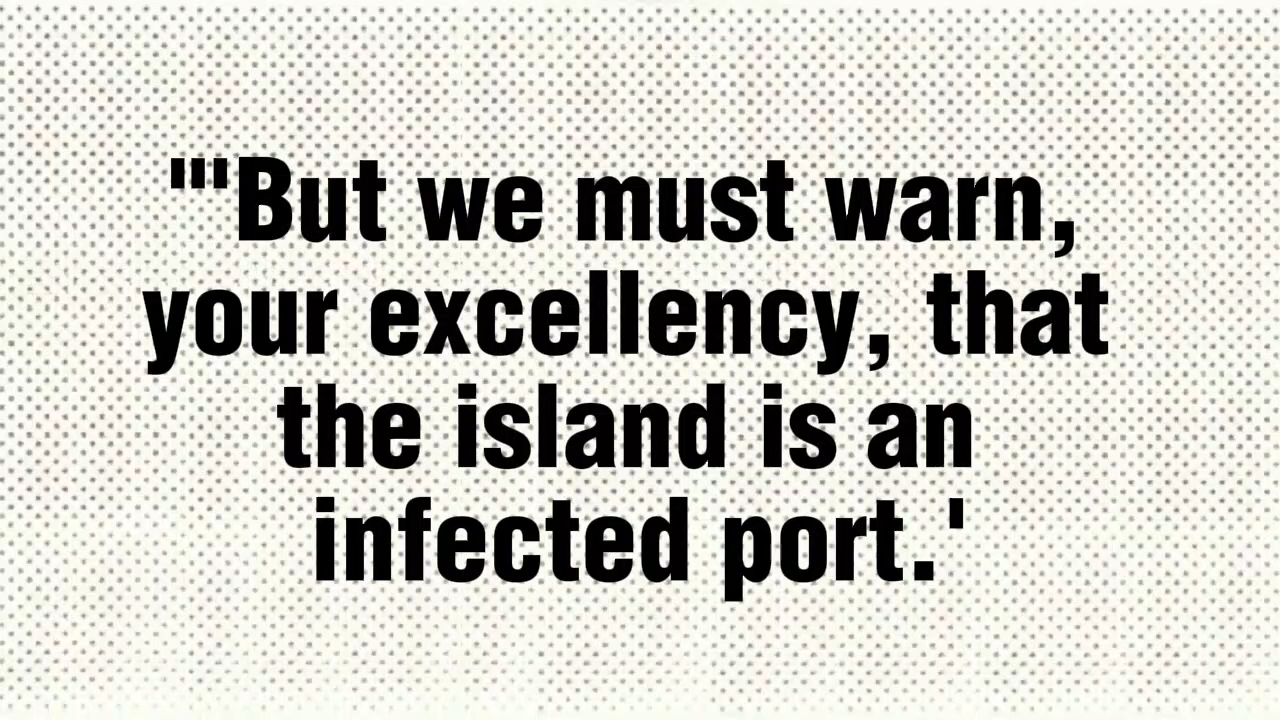 "'But we must warn,
your excellency, that
the island is an
infected port.'